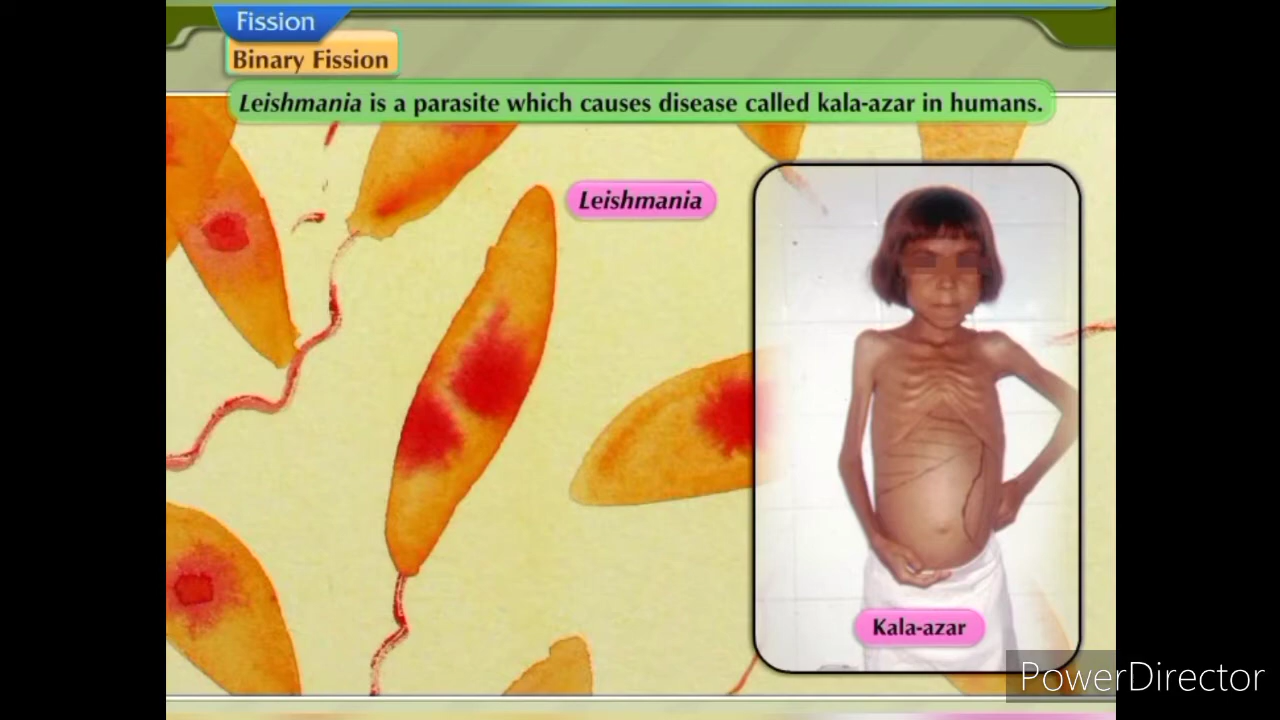 Fission
Binary Fission
Leishmania is a parasite which causes disease called kala-azar in humans.
Leishmania
Kala-azar
PowerDirector